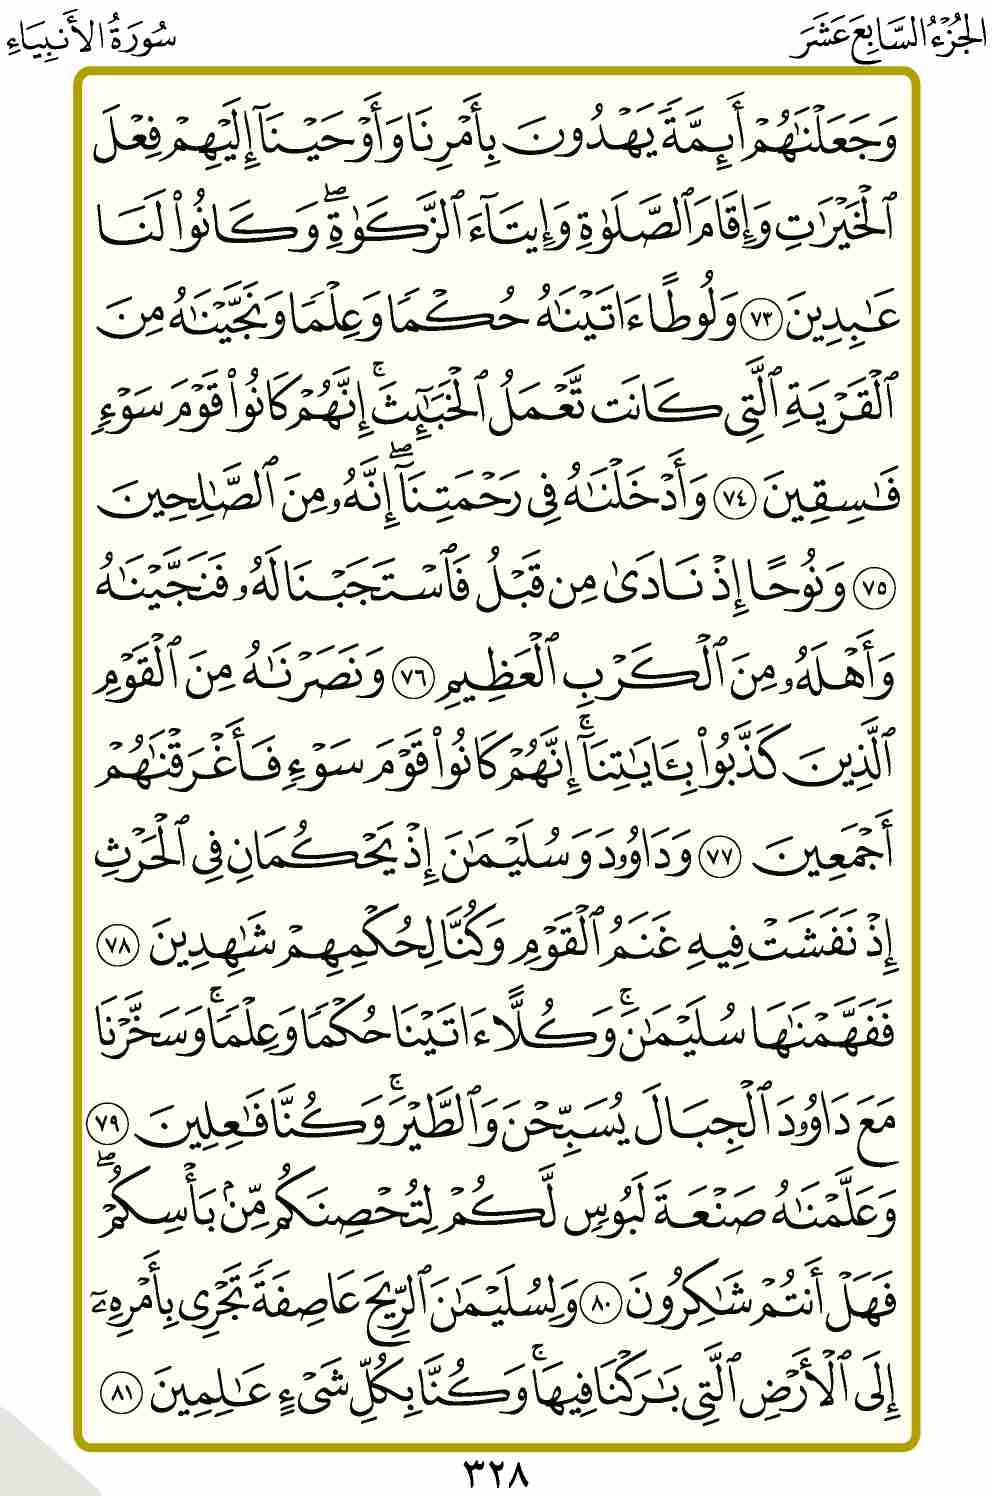 الجُزْءُ السَّابِعَ عَشَرَ
سُورَةُ الأَنبِيَاءِ
وَجَعَلْنَٰهُمْ أَئِمَّةً يَهْدُونَ بِأَمْرِنَا وَأَوْحَيْنَآ إِلَيْهِمْ فِعْلَ
ٱلْخَيْرَٰتِ وَإِقَامَ ٱلصَّلَوٰةِ وَإِيتَآءَ ٱلزَّكَوٰةِۖ وَكَانُوا۟ لَنَا
عَٰبِدِينَ ٧٣ وَلُوطًا ءَاتَيْنَٰهُ حُكْمًا وَعِلْمًا وَنَجَّيْنَٰهُ مِنَ
ٱلْقَرْيَةِ ٱلَّتِى كَانَت تَّعْمَلُ ٱلْخَبَٰٓئِثَۚ إِنَّهُمْ كَانُوا۟ قَوْمَ سَوْءٍ
فَٰسِقِينَ ٧٤ وَأَدْخَلْنَٰهُ فِى رَحْمَتِنَآۖ إِنَّهُۥ مِنَ ٱلصَّٰلِحِينَ
٧٥ وَنُوحًا إِذْ نَادَىٰ مِن قَبْلُ فَٱسْتَجَبْنَا لَهُۥ فَنَجَّيْنَٰهُ
وَأَهْلَهُۥ مِنَ ٱلْكَرْبِ ٱلْعَظِيمِ ٧٦ وَنَصَرْنَٰهُ مِنَ ٱلْقَوْمِ
ٱلَّذِينَ كَذَّبُوا۟ بِـَٔايَٰتِنَآۚ إِنَّهُمْ كَانُوا۟ قَوْمَ سَوْءٍ فَأَغْرَقْنَٰهُمْ
أَجْمَعِينَ ٧٧ وَدَاوُۥدَ وَسُلَيْمَٰنَ إِذْ يَحْكُمَانِ فِى ٱلْحَرْثِ
إِذْ نَفَشَتْ فِيهِ غَنَمُ ٱلْقَوْمِ وَكُنَّا لِحُكْمِهِمْ شَٰهِدِينَ ٧٨
فَفَهَّمْنَٰهَا سُلَيْمَٰنَۚ وَكُلًّا ءَاتَيْنَا حُكْمًا وَعِلْمًاۚ وَسَخَّرْنَا
مَعَ دَاوُۥدَ ٱلْجِبَالَ يُسَبِّحْنَ وَٱلطَّيْرَۚ وَكُنَّا فَٰعِلِينَ ٧٩
وَعَلَّمْنَٰهُ صَنْعَةَ لَبُوسٍ لَّكُمْ لِتُحْصِنَكُم مِّنۢ بَأْسِكُمْۖ
فَهَلْ أَنتُمْ شَٰكِرُونَ ٨٠ وَلِسُلَيْمَٰنَ ٱلرِّيحَ عَاصِفَةً تَجْرِى بِأَمْرِهِۦٓ
إِلَى ٱلْأَرْضِ ٱلَّتِى بَٰرَكْنَا فِيهَاۚ وَكُنَّا بِكُلِّ شَىْءٍ عَٰلِمِينَ ٨١
٣٢٨